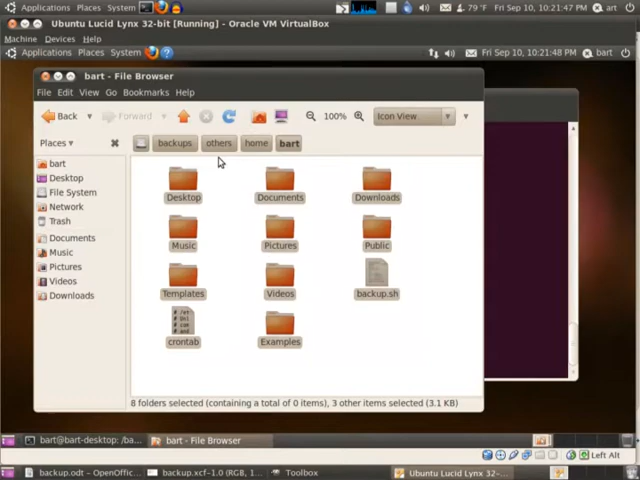 Applications Places System 79 °F Fri Sep 10, 10:21:47 PM art
Ubuntu Lucid Lynx 32-bit [Running] - Oracle VM VirtualBox
Machine Devices Help
Applications Places System Fri Sep 10, 10:21:48 PM bart
bart - File Browser
File Edit View Go Bookmarks Help
Back Forward 100% Icon View
Places backups others home bart
bart
Desktop
File System
Network
Trash
Documents
Music
Pictures
Videos
Downloads
Desktop Documents Downloads
Music Pictures Public
Templates Videos backup.sh
crontab Examples
8 folders selected (containing a total of 0 items), 3 other items selected (3.1 KB)
bart@bart-desktop: /ba... bart - File Browser
Left Alt
backup.odt – OpenOffic... backup.xcf-1.0 (RGB, 1... Toolbox Ubuntu Lucid Lynx 32-...